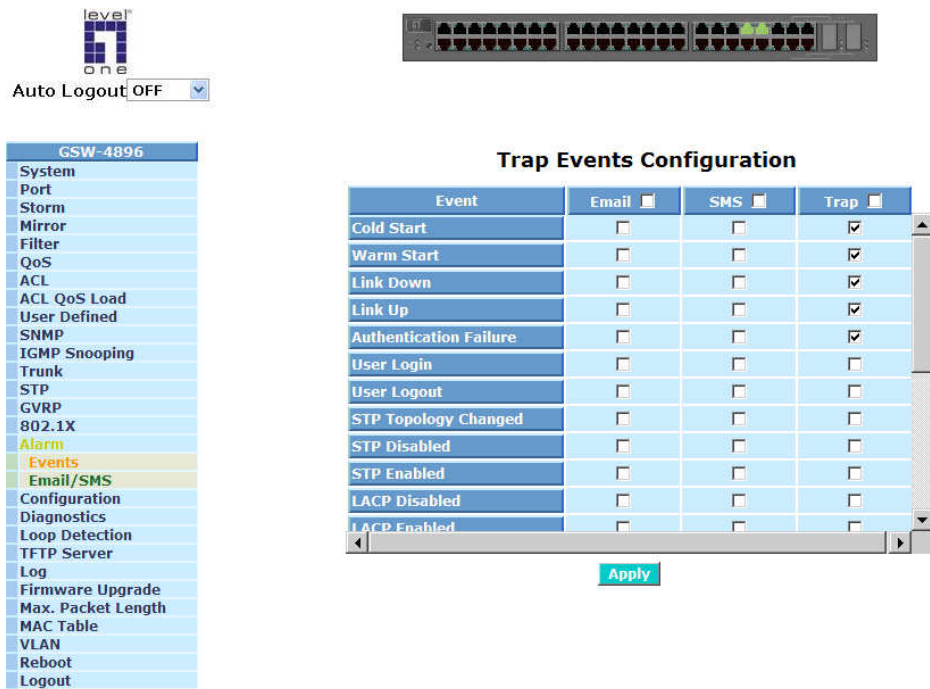 level
one
Auto Logout OFF
GSW-4896
System
Port
Storm
Mirror
Filter
QoS
ACL
ACL QoS Load
User Defined
SNMP
IGMP Snooping
Trunk
STP
GVRP
802.1X
Alarm
Events
Email/SMS
Configuration
Diagnostics
Loop Detection
TFTP Server
Log
Firmware Upgrade
Max. Packet Length
MAC Table
VLAN
Reboot
Logout
Trap Events Configuration
Event Email SMS Trap
Cold Start
Warm Start
Link Down
Link Up
Authentication Failure
User Login
User Logout
STP Topology Changed
STP Disabled
STP Enabled
LACP Disabled
LACP Enabled
Apply